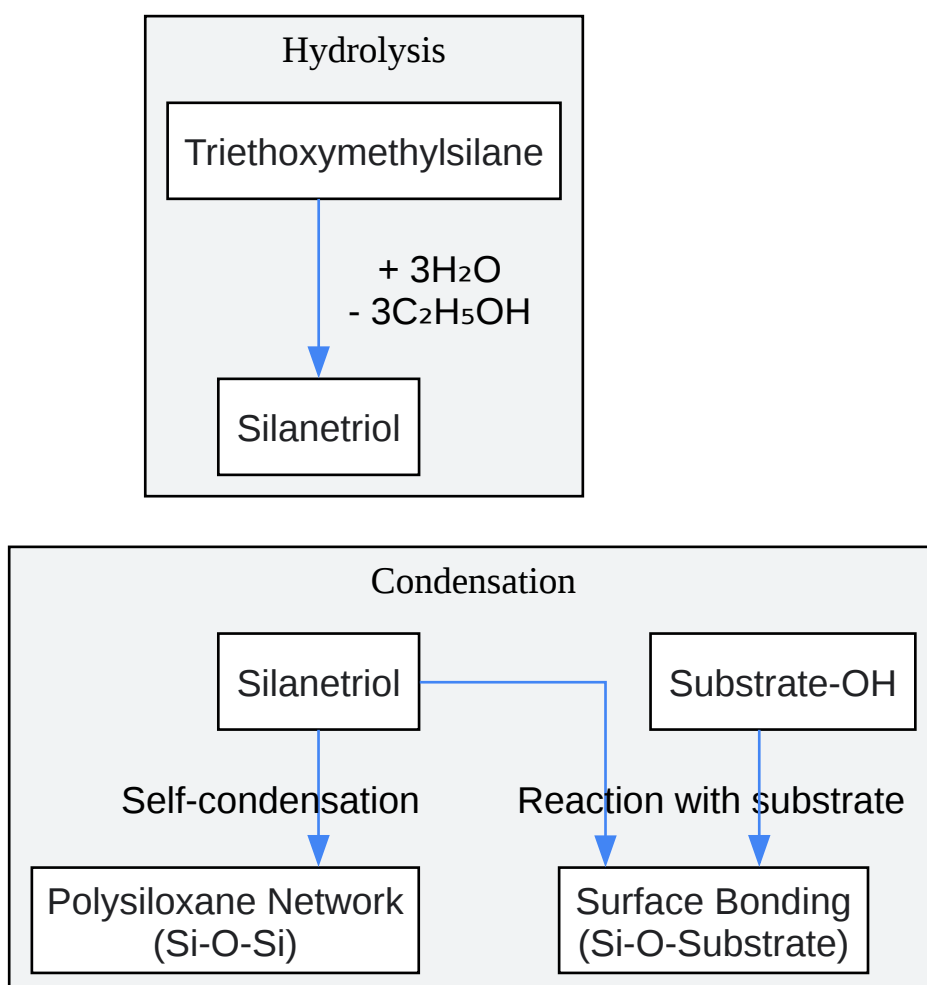 Hydrolysis
Triethoxymethylsilane
+ 3H₂O
- 3C₂H₅OH
Silanetriol
Condensation
Silanetriol
Substrate-OH
Self-condensation
Reaction with substrate
Polysiloxane Network
(Si-O-Si)
Surface Bonding
(Si-O-Substrate)